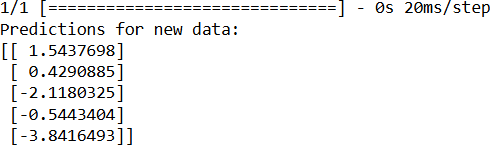 1/1 [==============================] - 0s 20ms/step
Predictions for new data:
[[ 1.5437698]
 [ 0.4290885]
 [-2.1180325]
 [-0.5443404]
 [-3.8416493]]